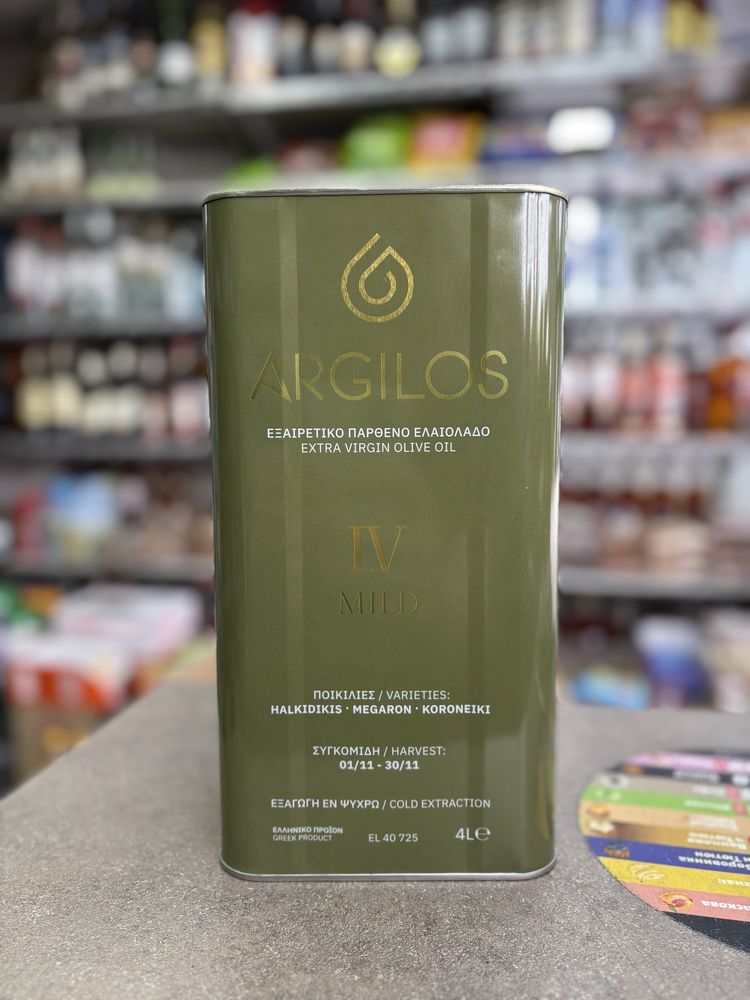 ARGILOS
ΕΞΑΙΡΕΤΙΚΟ ΠΑΡΘΕΝΟ ΕΛΑΙΟΛΑΔΟ
EXTRA VIRGIN OLIVE OIL
IV
MILD
ΠΟΙΚΙΛΙΕΣ / VARIETIES:
HALKIDIKIS · MEGARON · KORONEIKI
ΣΥΓΚΟΜΙΔΗ / HARVEST:
01/11 - 30/11
ΕΞΑΓΩΓΗ ΕΝ ΨΥΧΡΩ / COLD EXTRACTION
ΕΛΛΗΝΙΚΟ ΠΡΟΪΟΝ
GREEK PRODUCT
EL 40 725
4L℮